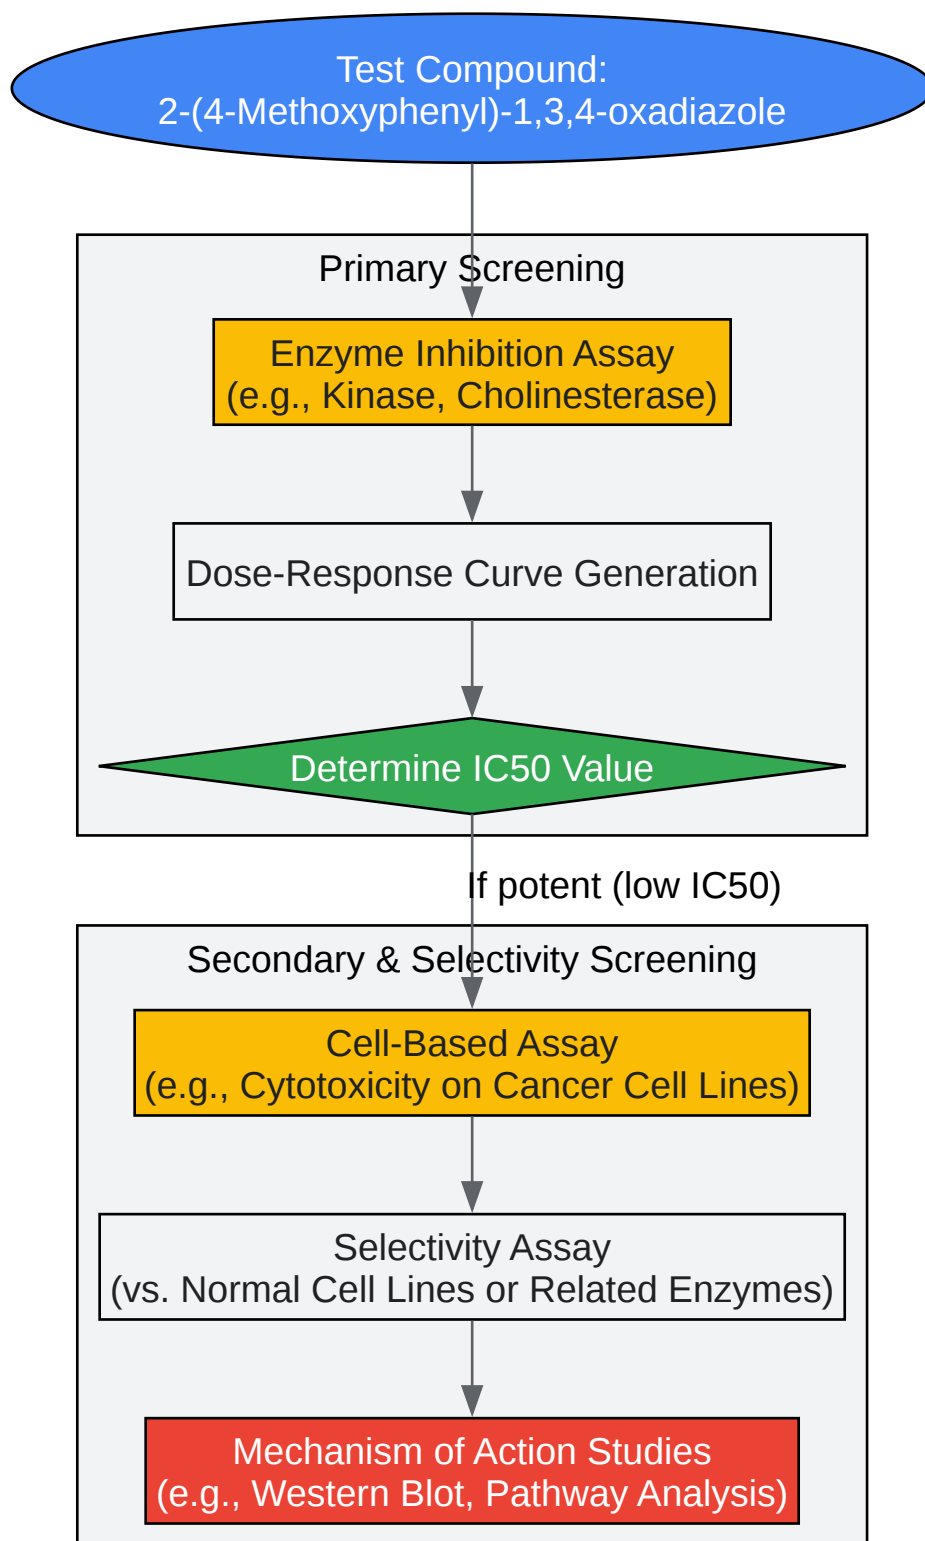 Test Compound:
2-(4-Methoxyphenyl)-1,3,4-oxadiazole
Primary Screening
Enzyme Inhibition Assay
(e.g., Kinase, Cholinesterase)
Dose-Response Curve Generation
Determine IC50 Value
If potent (low IC50)
Secondary & Selectivity Screening
Cell-Based Assay
(e.g., Cytotoxicity on Cancer Cell Lines)
Selectivity Assay
(vs. Normal Cell Lines or Related Enzymes)
Mechanism of Action Studies
(e.g., Western Blot, Pathway Analysis)